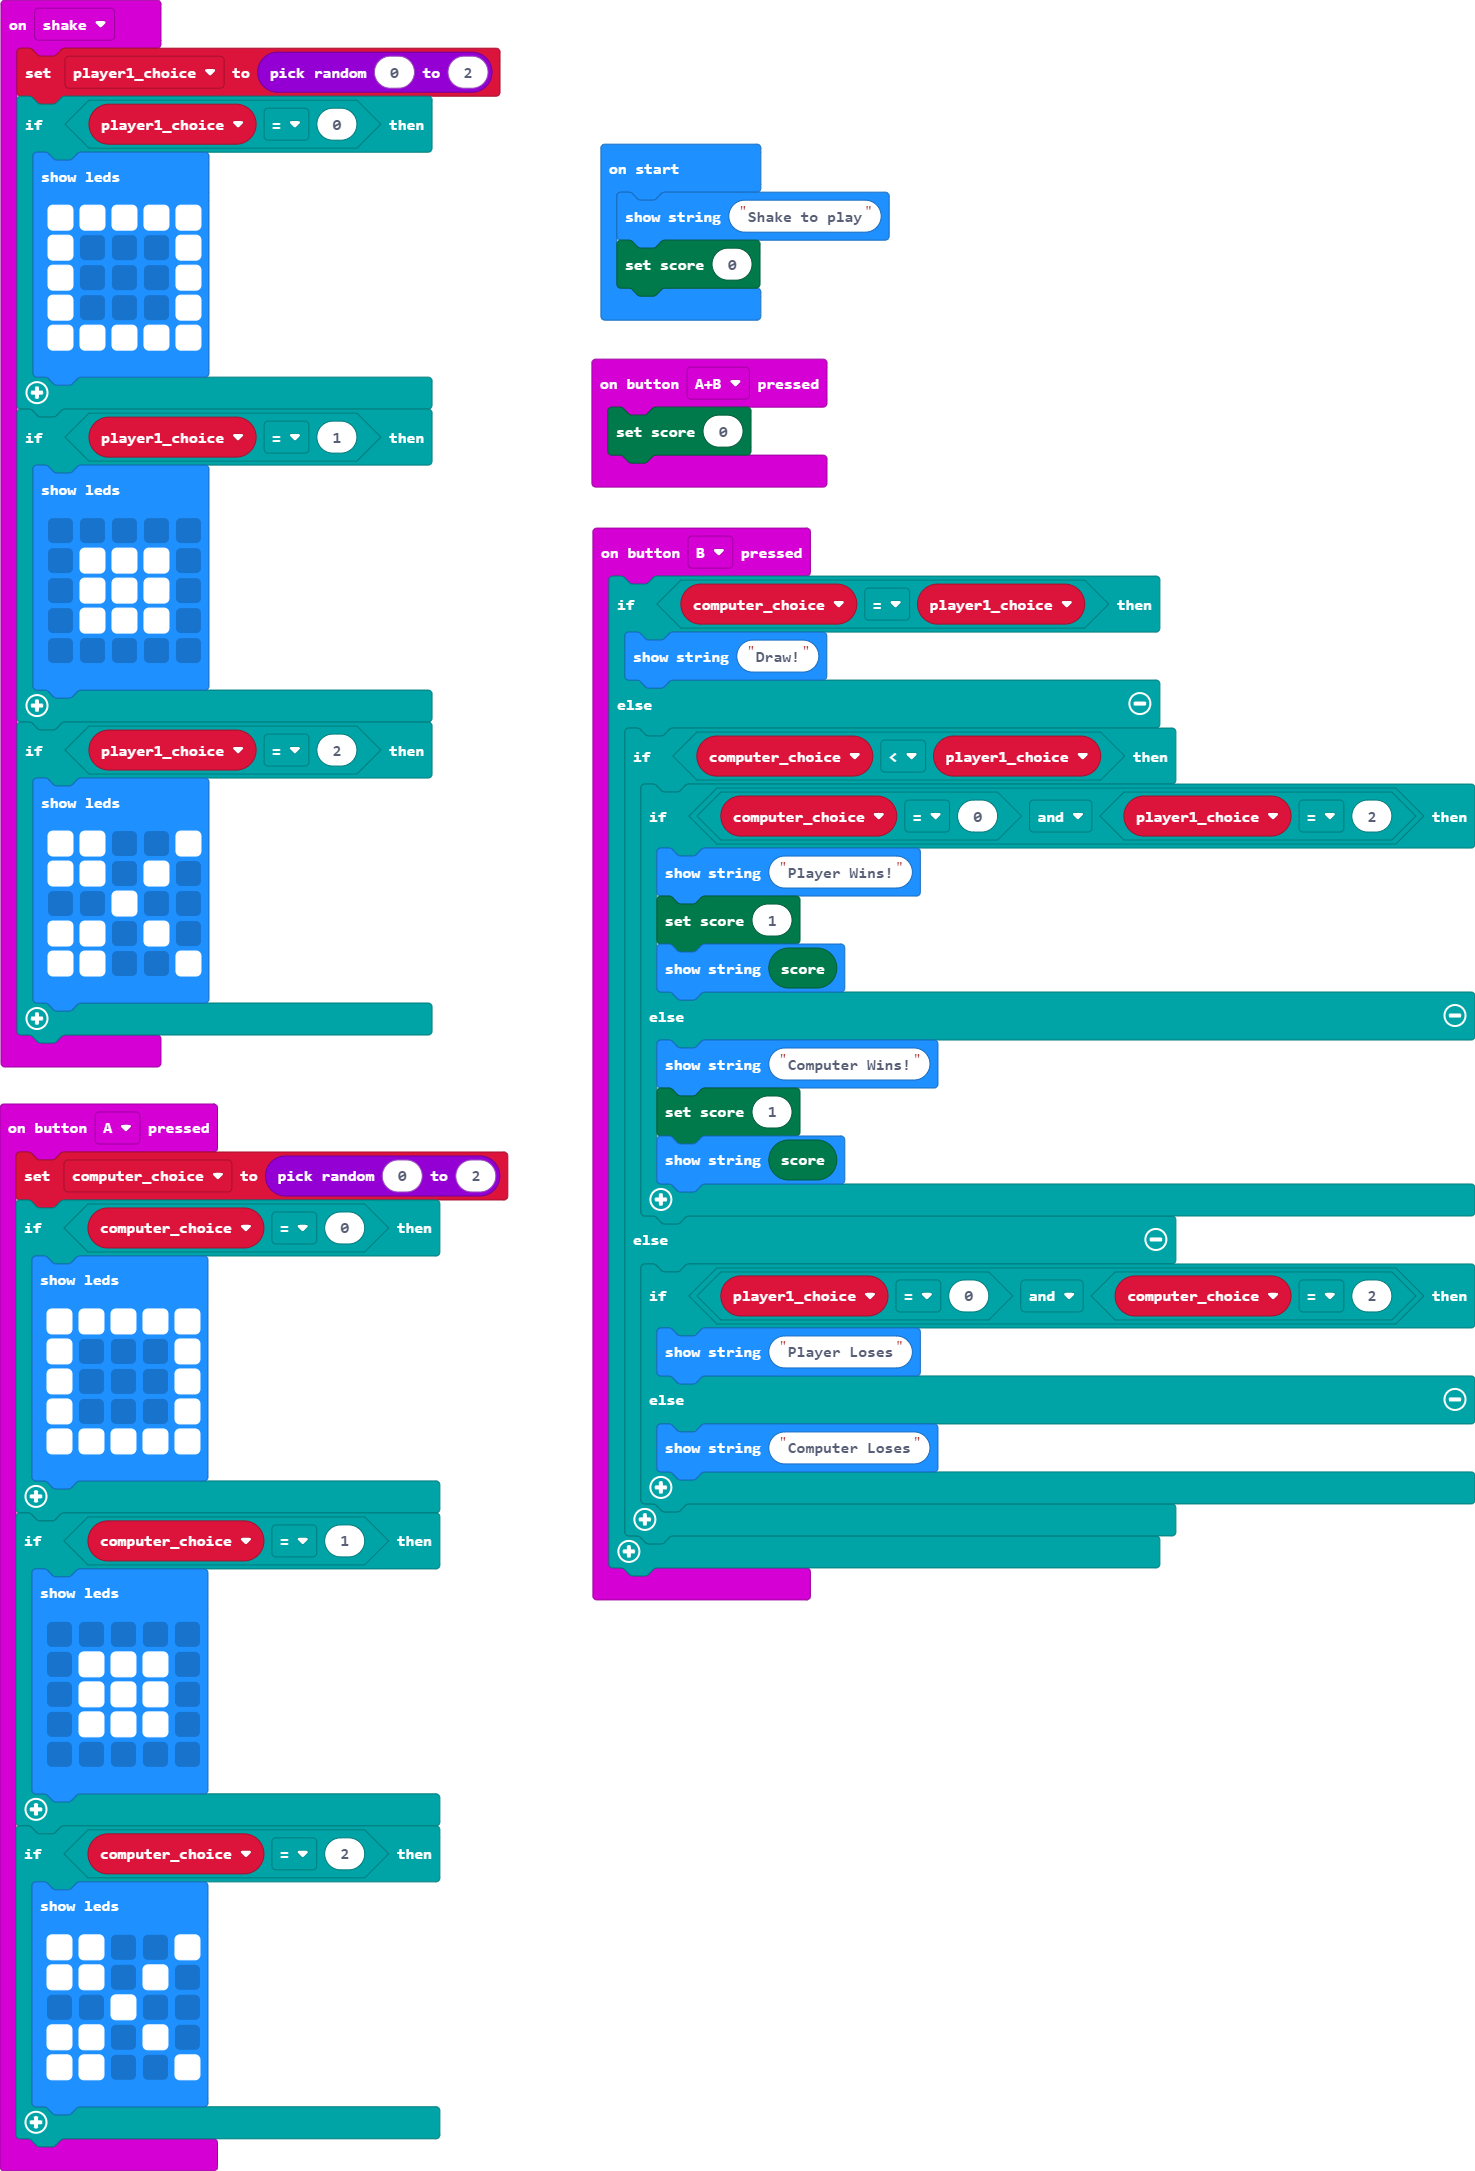 on shake
set player1_choice to pick random 0 to 2
if player1_choice = 0 then
show leds
if player1_choice = 1 then
show leds
if player1_choice = 2 then
show leds
on button A pressed
set computer_choice to pick random 0 to 2
if computer_choice = 0 then
show leds
if computer_choice = 1 then
show leds
if computer_choice = 2 then
show leds
on start
show string "Shake to play"
set score 0
on button A+B pressed
set score 0
on button B pressed
if computer_choice = player1_choice then
show string "Draw!"
else
if computer_choice < player1_choice then
if computer_choice = 0 and player1_choice = 2 then
show string "Player Wins!"
set score 1
show string score
else
show string "Computer Wins!"
set score 1
show string score
else
if player1_choice = 0 and computer_choice = 2 then
show string "Player Loses"
else
show string "Computer Loses"